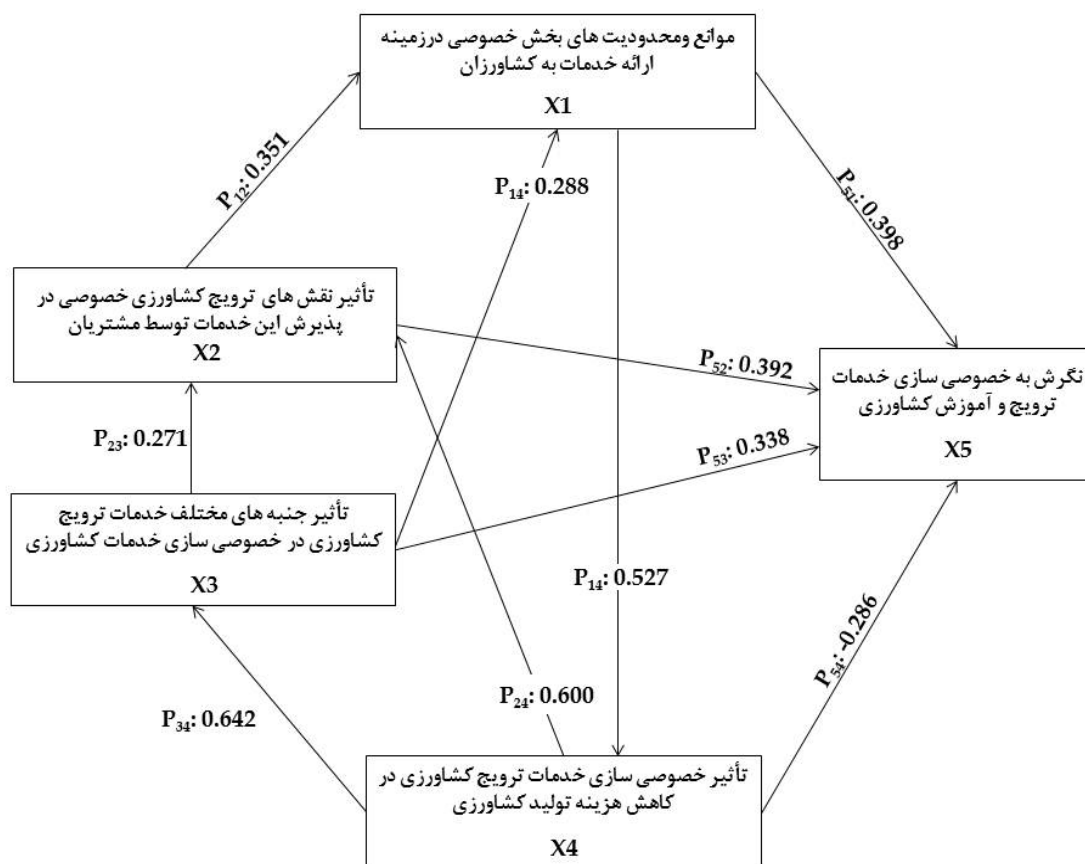 موانع ومحدودیت های بخش خصوصی درزمینه
ارائه خدمات به کشاورزان
X1
P12: 0.351
P14: 0.288
P51: 0.398
تأثیر نقش های ترویج کشاورزی خصوصی در
پذیرش این خدمات توسط مشتریان
X2
P52: 0.392
نگرش به خصوصی سازی خدمات
ترویج و آموزش کشاورزی
X5
P23: 0.271
P53: 0.338
تأثیر جنبه های مختلف خدمات ترویج
کشاورزی در خصوصی سازی خدمات کشاورزی
X3
P14: 0.527
P54: -0.286
P24: 0.600
P34: 0.642
تأثیر خصوصی سازی خدمات ترویج کشاورزی در
کاهش هزینه تولید کشاورزی
X4